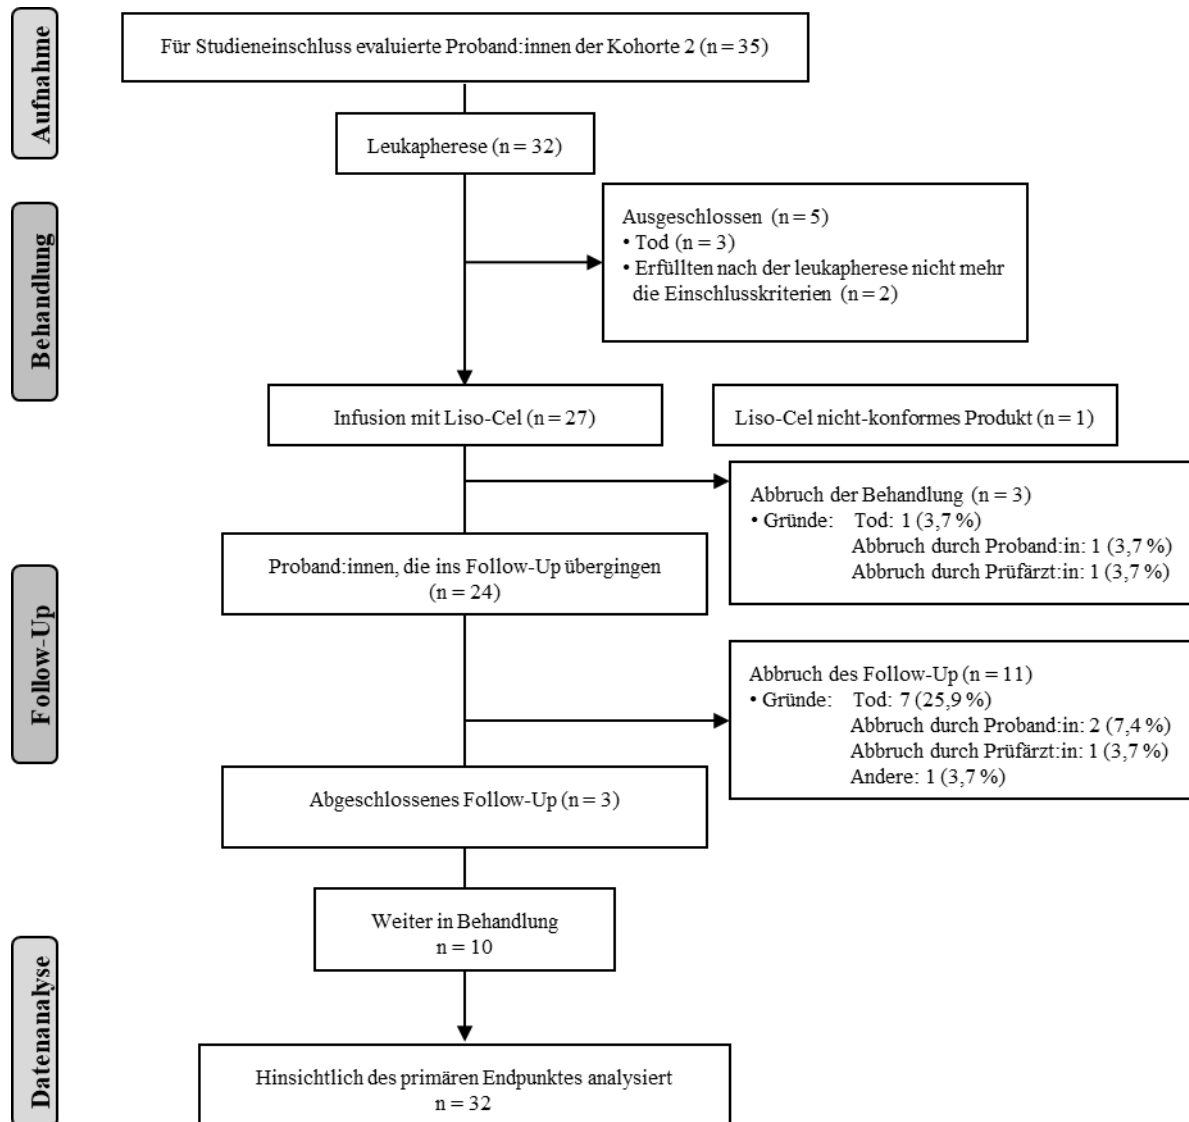 Aufnahme
Für Studieneinschluss evaluierte Proband:innen der Kohorte 2 (n = 35)
Leukapherese (n = 32)
Behandlung
Ausgeschlossen (n = 5)
• Tod (n = 3)
• Erfüllten nach der leukapherese nicht mehr
die Einschlusskriterien (n = 2)
Infusion mit Liso-Cel (n = 27)
Liso-Cel nicht-konformes Produkt (n = 1)
Abbruch der Behandlung (n = 3)
• Gründe: Tod: 1 (3,7 %)
Abbruch durch Proband:in: 1 (3,7 %)
Abbruch durch Prüfärzt:in: 1 (3,7 %)
Follow-Up
Proband:innen, die ins Follow-Up übergingen
(n = 24)
Abbruch des Follow-Up (n = 11)
• Gründe: Tod: 7 (25,9 %)
Abbruch durch Proband:in: 2 (7,4 %)
Abbruch durch Prüfärzt:in: 1 (3,7 %)
Andere: 1 (3,7 %)
Abgeschlossenes Follow-Up (n = 3)
Weiter in Behandlung
n = 10
Datenanalyse
Hinsichtlich des primären Endpunktes analysiert
n = 32